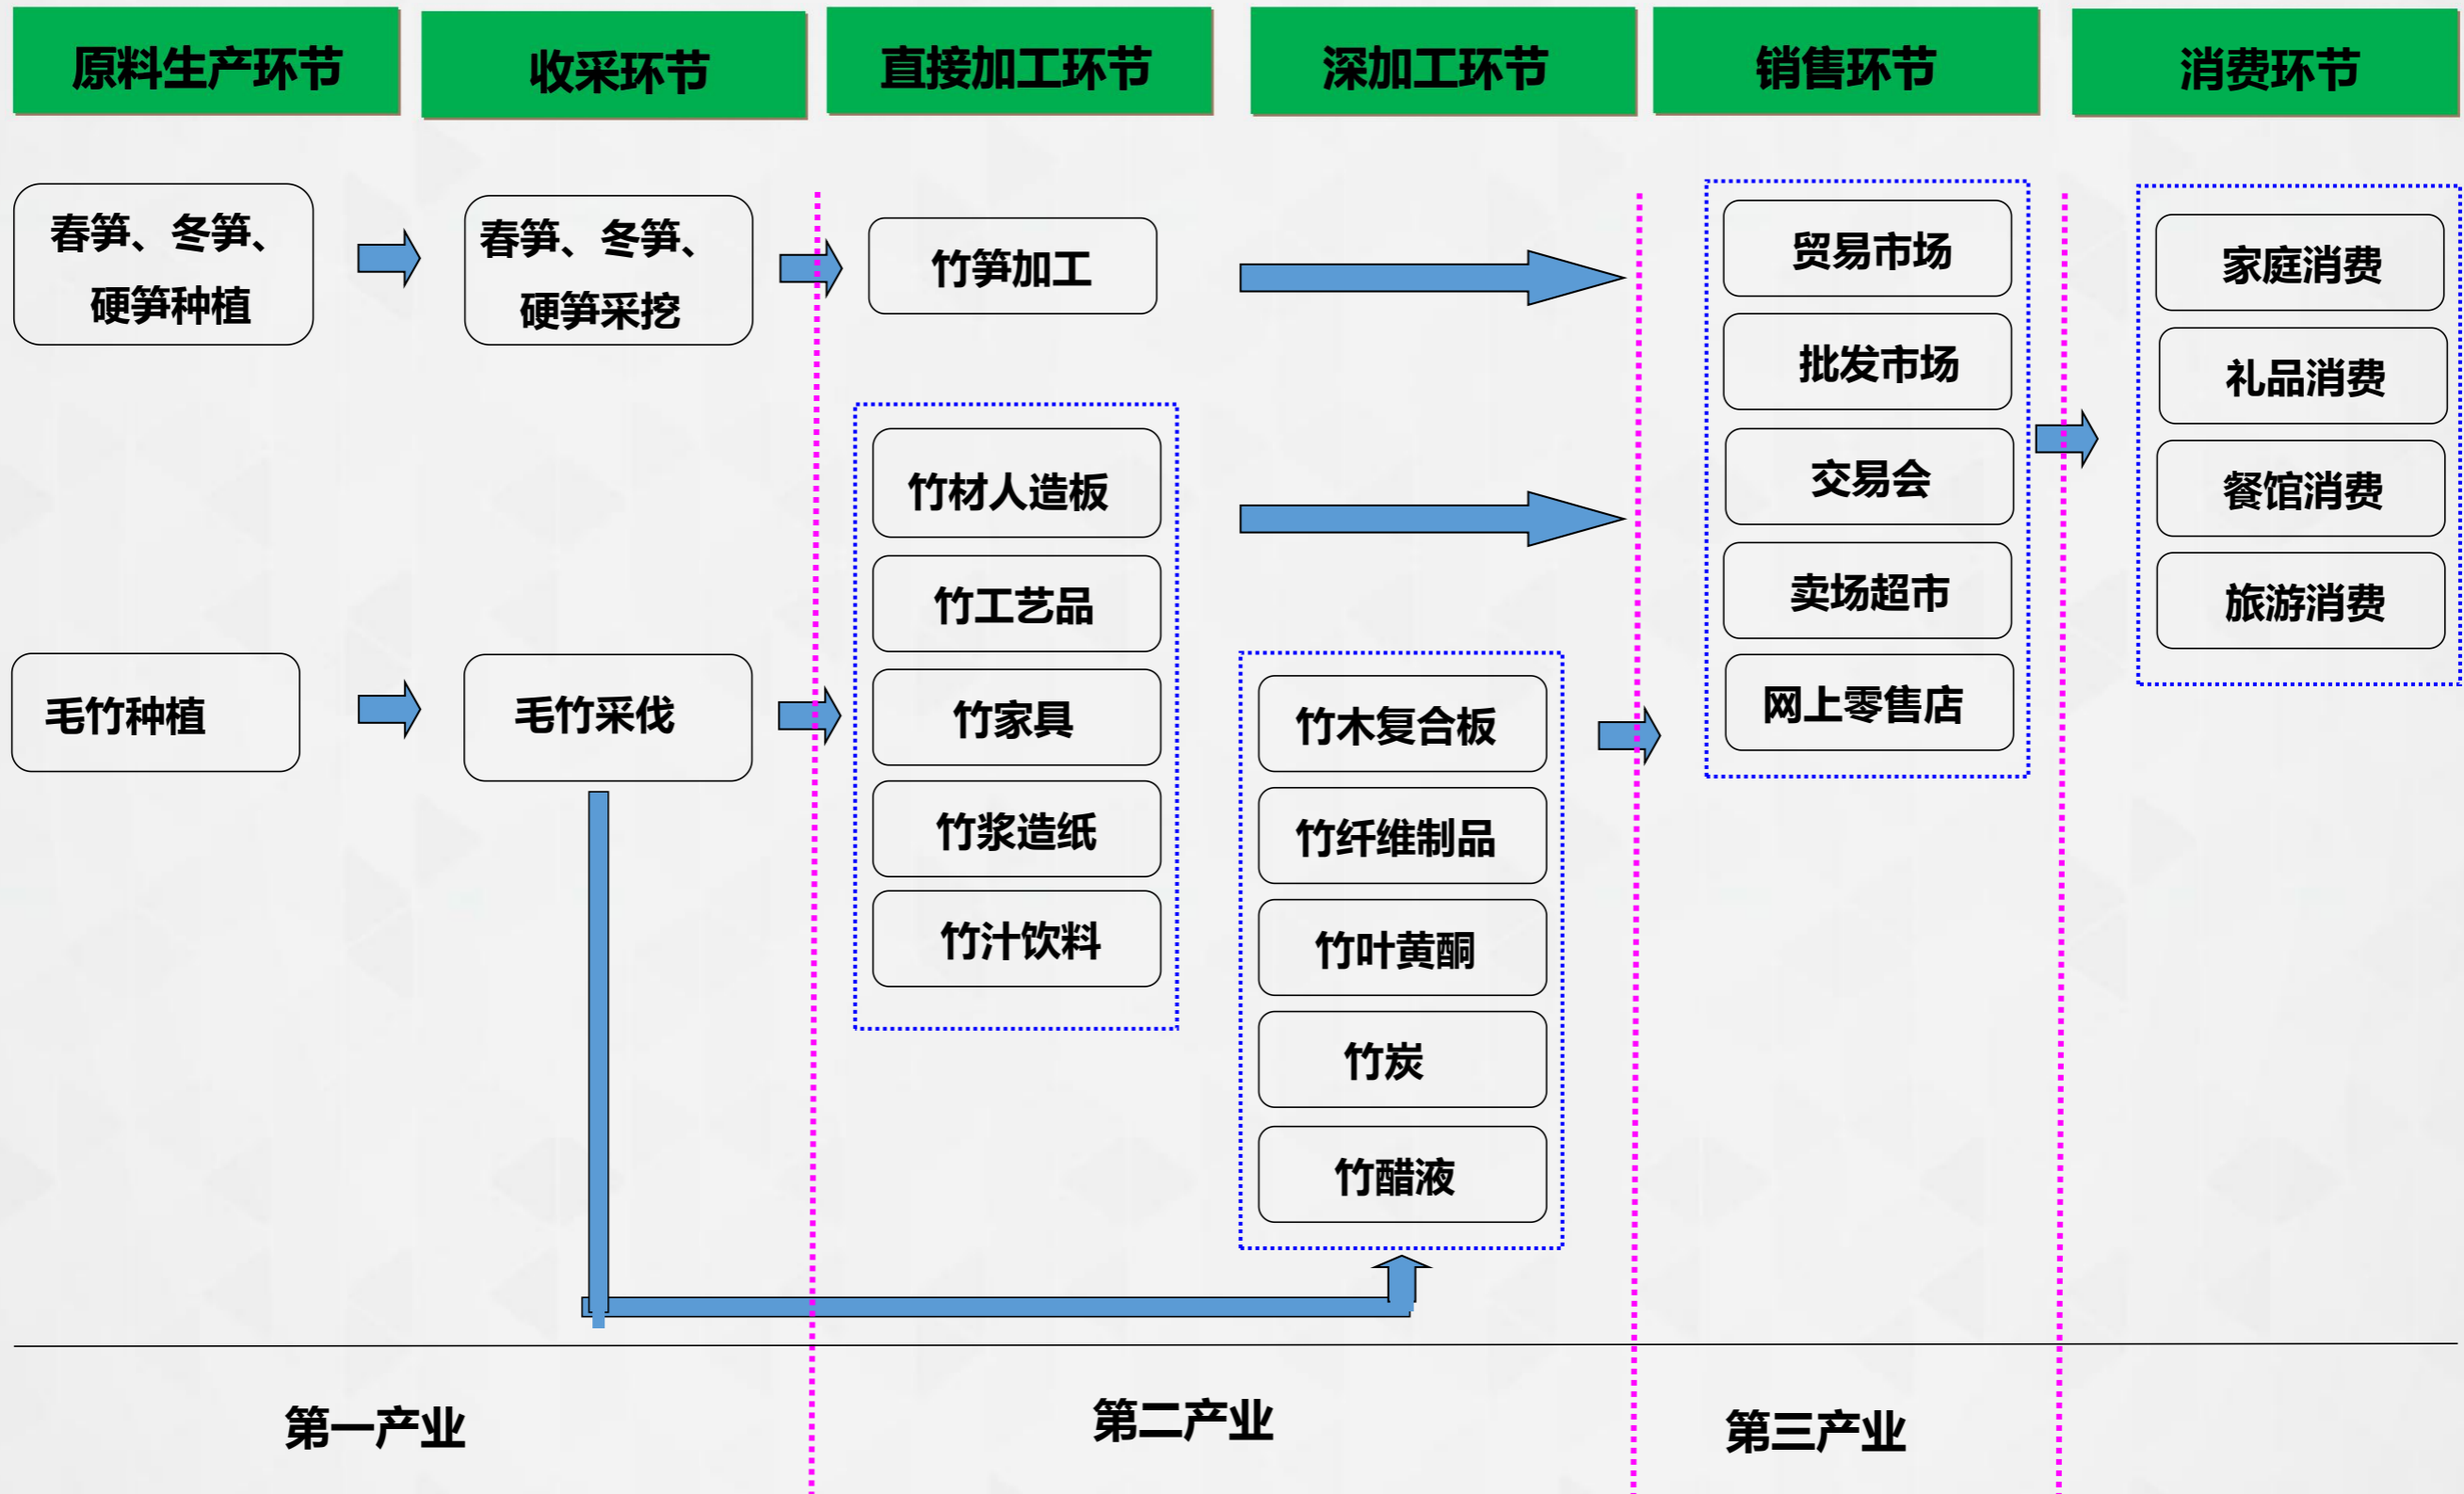 原料生产环节
收采环节
直接加工环节
深加工环节
销售环节
消费环节
春笋、冬笋、
硬笋种植
春笋、冬笋、
硬笋采挖
竹笋加工
毛竹种植
毛竹采伐
竹材人造板
竹工艺品
竹家具
竹浆造纸
竹汁饮料
竹木复合板
竹纤维制品
竹叶黄酮
竹炭
竹醋液
贸易市场
批发市场
交易会
卖场超市
网上零售店
家庭消费
礼品消费
餐馆消费
旅游消费
第一产业
第二产业
第三产业